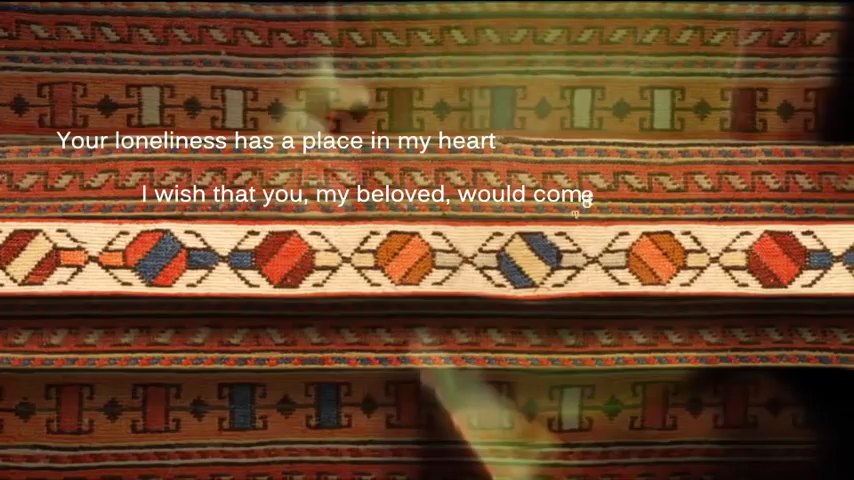 Your loneliness has a place in my heart
I wish that you, my beloved, would come